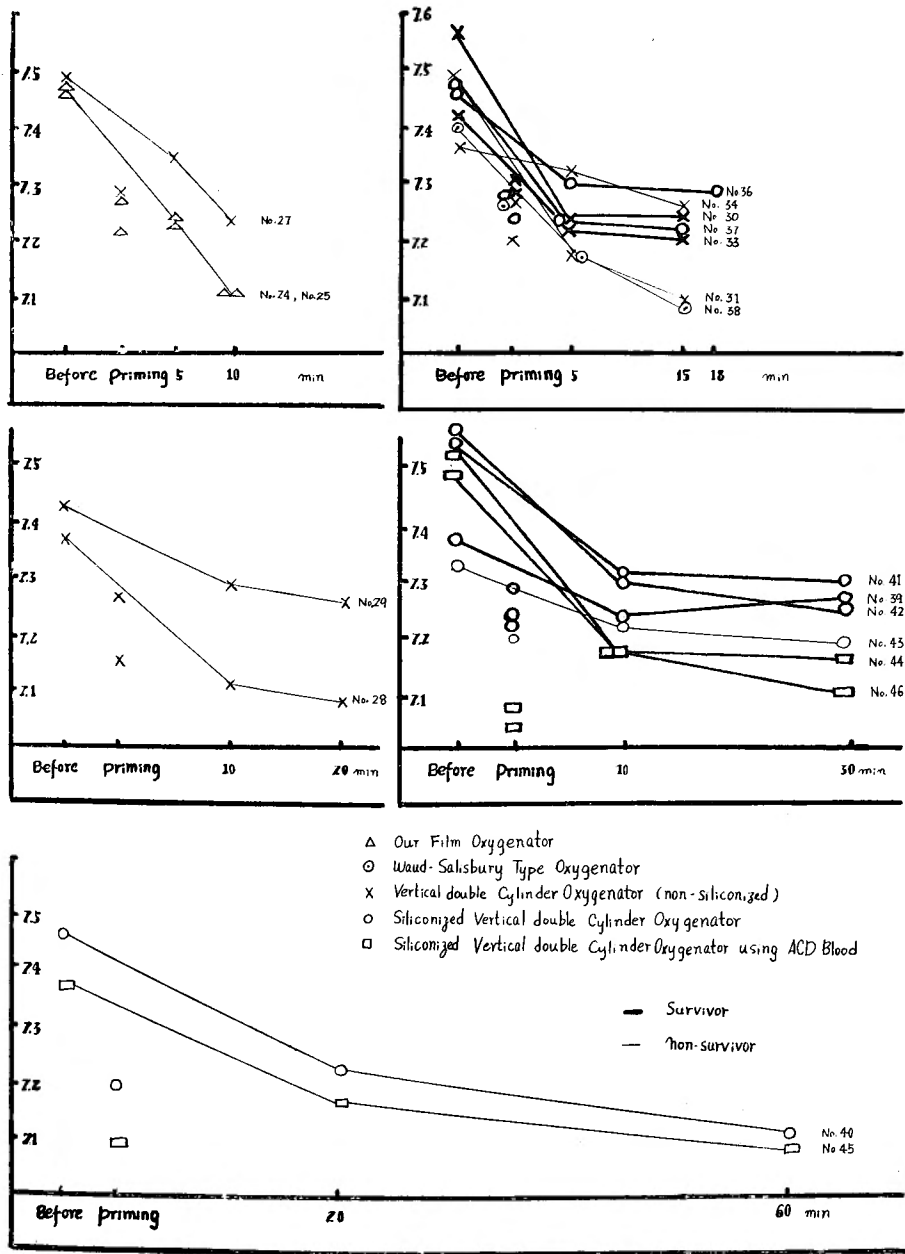 7.5
7.4
7.3
7.2
7.1
No.27
No.24, No.25
Before priming 5 10 min
7.6
7.5
7.4
7.3
7.2
7.1
No 36
No. 34
No. 30
No. 37
No. 33
No. 31
No. 38
Before priming 5 15 18 min
7.5
7.4
7.3
7.2
7.1
No.29
No.28
Before priming 10 20 min
7.5
7.4
7.3
7.2
7.1
No. 41
No. 39
No. 42
No. 43
No. 44
No. 46
Before priming 10 30 min
△ Our Film Oxygenator
⊙ Waud-Salisbury Type Oxygenator
× Vertical double Cylinder Oxygenator (non-siliconized)
○ Siliconized Vertical double Cylinder Oxygenator
□ Siliconized Vertical double Cylinder Oxygenator using ACD Blood
— Survivor
— non-survivor
7.5
7.4
7.3
7.2
7.1
No.40
No 45
Before priming 20 60 min